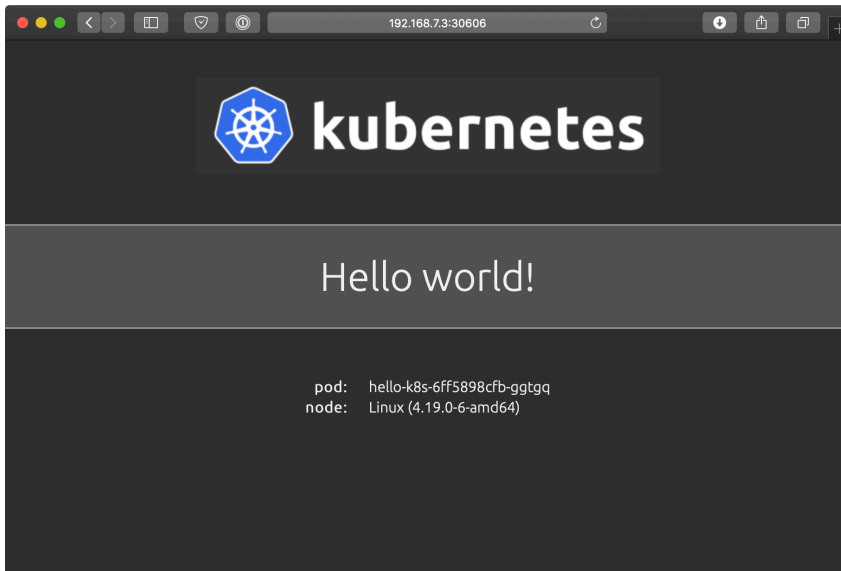 192.168.7.3:30606
kubernetes
Hello world!
pod: hello-k8s-6ff5898cfb-ggtgq
node: Linux (4.19.0-6-amd64)